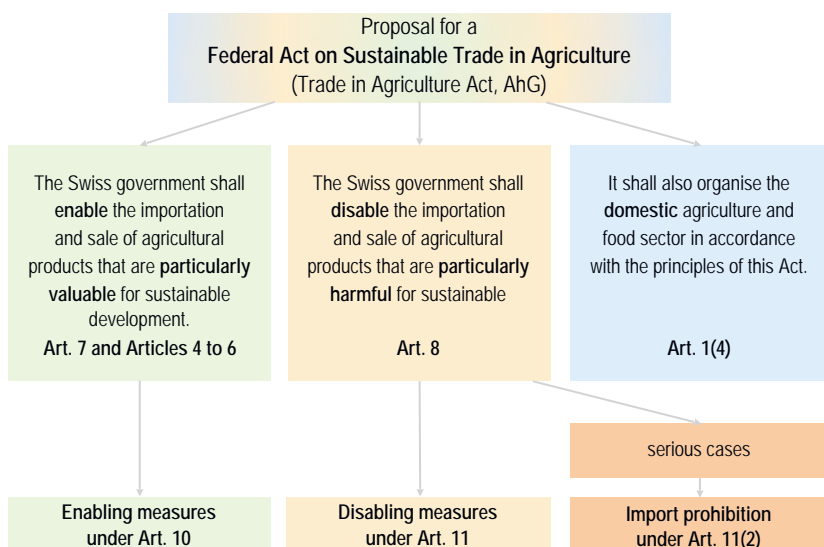 Proposal for a
Federal Act on Sustainable Trade in Agriculture
(Trade in Agriculture Act, AhG)
The Swiss government shall
enable the importation
and sale of agricultural
products that are particularly
valuable for sustainable
development.
Art. 7 and Articles 4 to 6
The Swiss government shall
disable the importation
and sale of agricultural
products that are particularly
harmful for sustainable
Art. 8
It shall also organise the
domestic agriculture and
food sector in accordance
with the principles of this Act.
Art. 1(4)
serious cases
Enabling measures
under Art. 10
Disabling measures
under Art. 11
Import prohibition
under Art. 11(2)